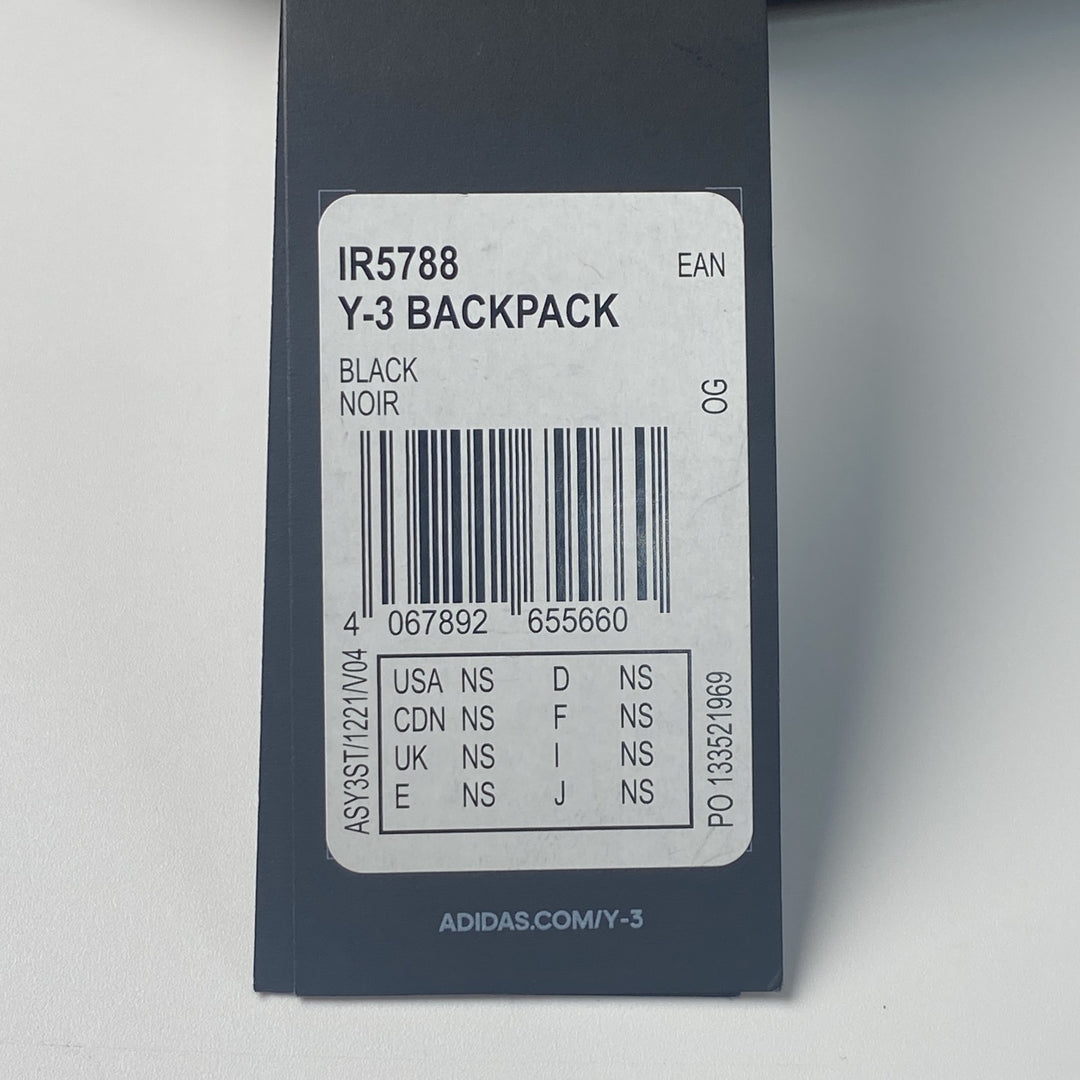 IR5788
EAN
Y-3 BACKPACK
BLACK
NOIR
OG
4 067892 655660
ASY3ST/1221/V04
USA NS D NS
CDN NS F NS
UK NS I NS
E NS J NS
PO 133521969
ADIDAS.COM/Y-3